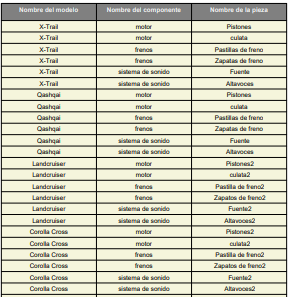 Nombre del modelo Nombre del componente Nombre de la pieza
X-Trail motor Pistones
X-Trail motor culata
X-Trail frenos Pastillas de freno
X-Trail frenos Zapatas de freno
X-Trail sistema de sonido Fuente
X-Trail sistema de sonido Altavoces
Qashqai motor Pistones
Qashqai motor culata
Qashqai frenos Pastillas de freno
Qashqai frenos Zapatas de freno
Qashqai sistema de sonido Fuente
Qashqai sistema de sonido Altavoces
Landcruiser motor Pistones2
Landcruiser motor culata2
Landcruiser frenos Pastilla de freno2
Landcruiser frenos Zapatos de freno2
Landcruiser sistema de sonido Fuente2
Landcruiser sistema de sonido Altavoces2
Corolla Cross motor Pistones2
Corolla Cross motor culata2
Corolla Cross frenos Pastilla de freno2
Corolla Cross frenos Zapatos de freno2
Corolla Cross sistema de sonido Fuente2
Corolla Cross sistema de sonido Altavoces2